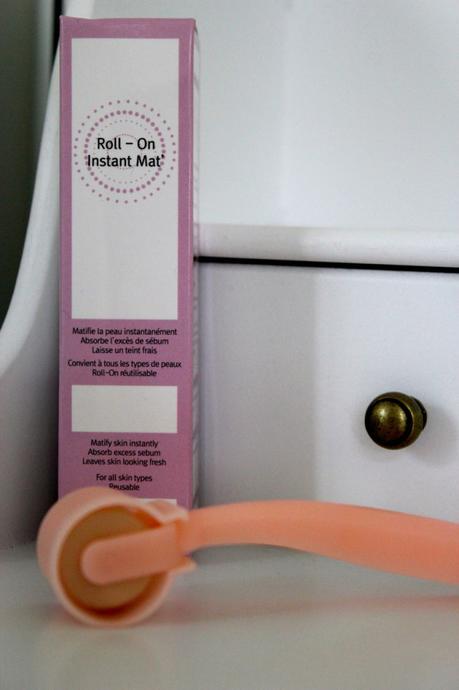 Roll - On
Instant Mat'
Matifie la peau instantanément
Absorbe l'excès de sébum
Laisse un teint frais
Convient à tous les types de peaux
Roll-On réutilisable
Matify skin instantly
Absorb excess sebum
Leaves skin looking fresh
For all skin types
Reusable